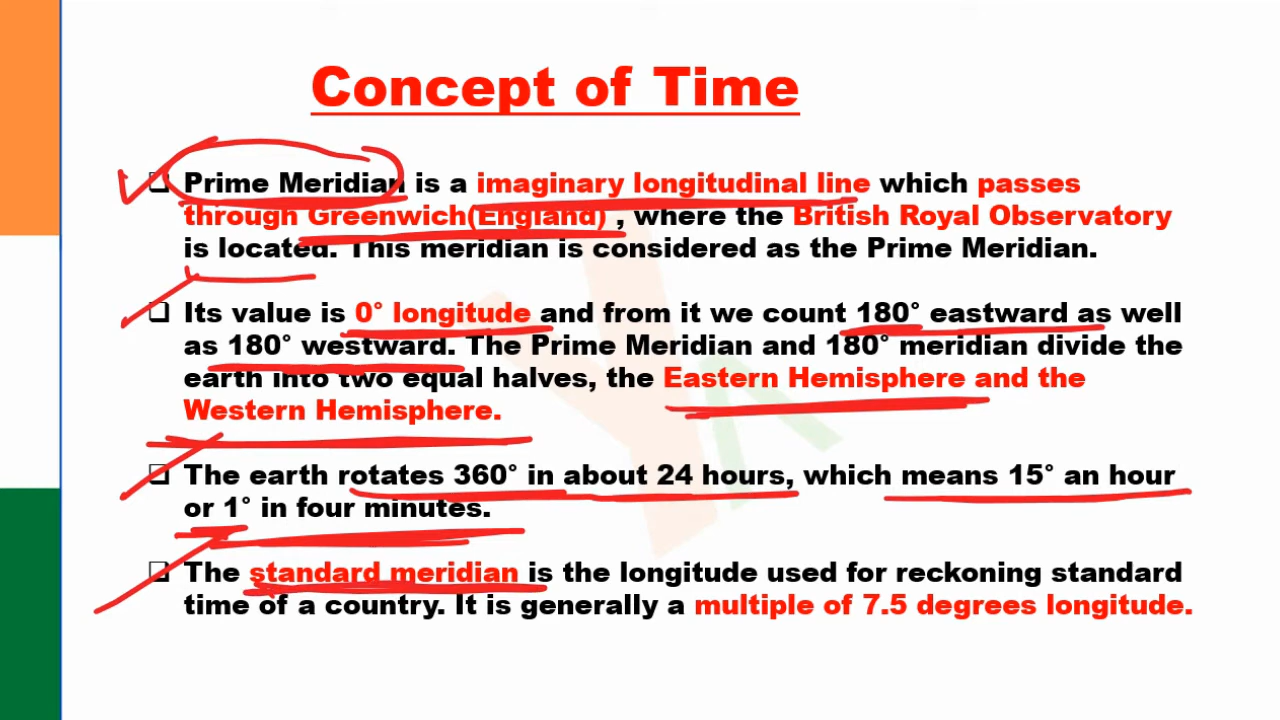 Concept of Time
❑ Prime Meridian is a imaginary longitudinal line which passes
through Greenwich(England) , where the British Royal Observatory
is located. This meridian is considered as the Prime Meridian.
❑ Its value is 0° longitude and from it we count 180° eastward as well
as 180° westward. The Prime Meridian and 180° meridian divide the
earth into two equal halves, the Eastern Hemisphere and the
Western Hemisphere.
❑ The earth rotates 360° in about 24 hours, which means 15° an hour
or 1° in four minutes.
❑ The standard meridian is the longitude used for reckoning standard
time of a country. It is generally a multiple of 7.5 degrees longitude.